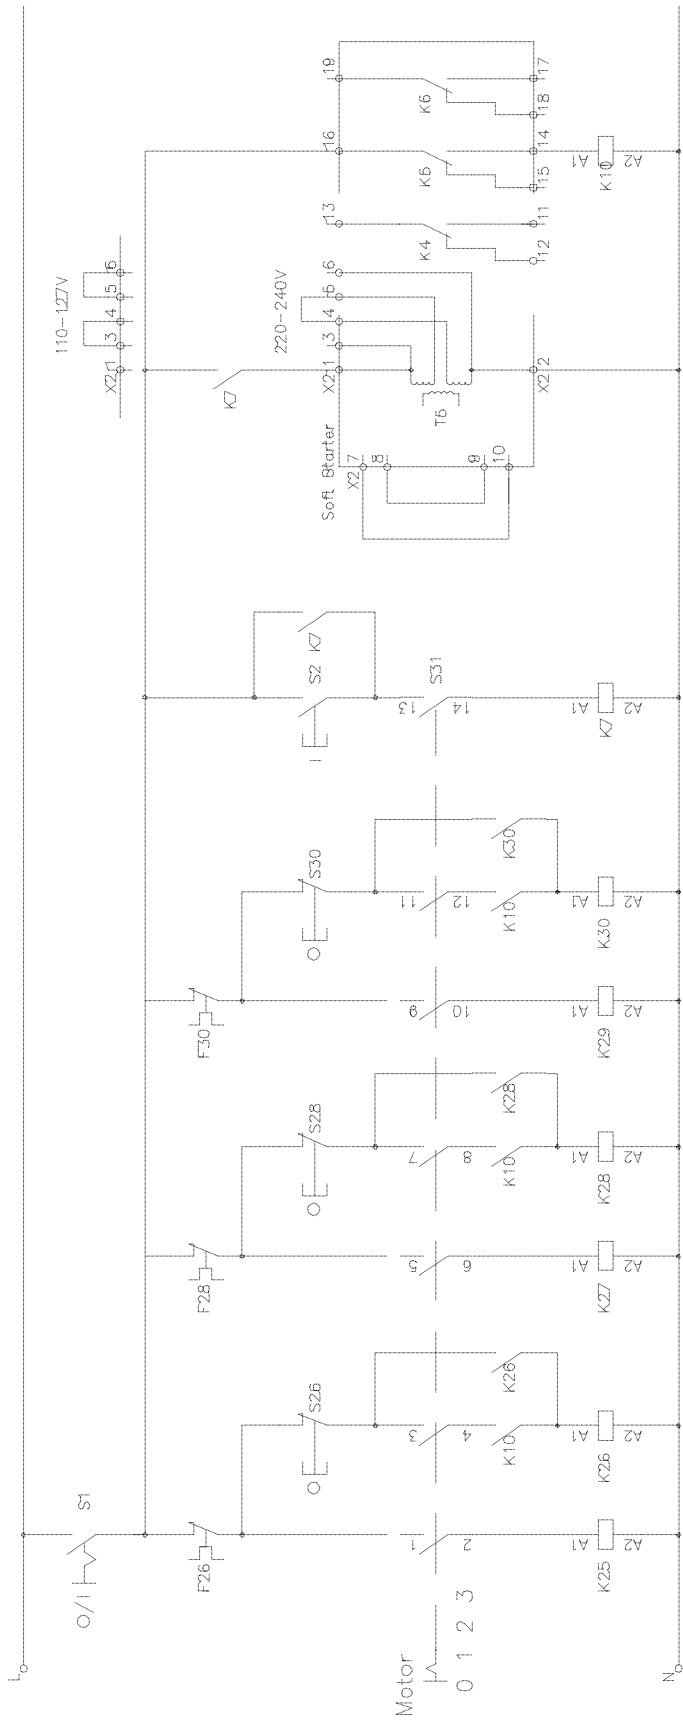 L
O/I
S1
110-127V
X2.1
3
4
5
6
K7
220-240V
X2.1
3
4
5
6
13
16
19
Soft Starter
X2.7
8
9
10
T5
X2.2
K4
K5
K6
12
11
15
14
18
17
A1
A2
K10
F26
F28
F30
S26
S28
S30
O
O
O
I
S2
K7
S31
Motor
0
1
2
3
1
2
3
4
K10
K26
5
6
7
8
K10
K28
9
10
11
12
K10
K30
13
14
A1
A2
K25
A1
A2
K26
A1
A2
K27
A1
A2
K28
A1
A2
K29
A1
A2
K30
A1
A2
K7
N